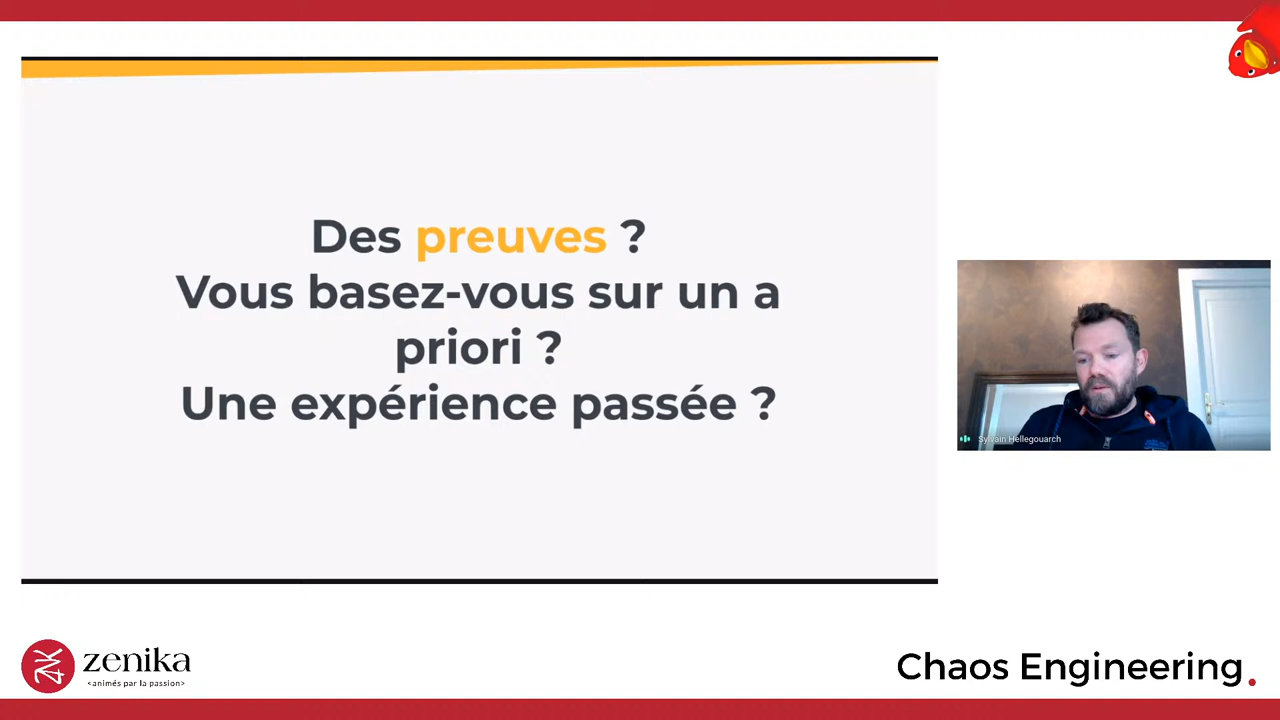 Des preuves ?
Vous basez-vous sur un a
priori ?
Une expérience passée ?
Sylvain Hellegouarch
zenika
<animés par la passion>
Chaos Engineering.